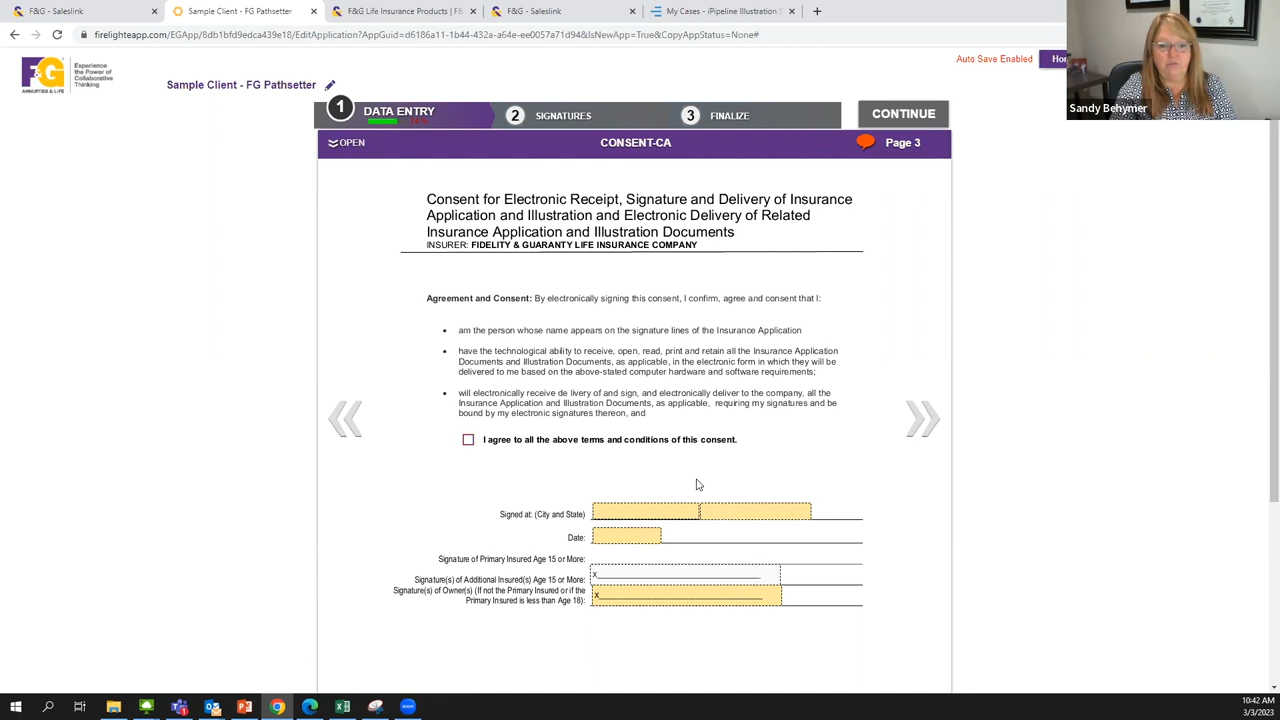 F&G - Saleslink
Sample Client - FG Pathsetter
F&G Life Insurance Products | F&
F&G - Saleslink
My Cases - iPipeline Illustration S
firelighteapp.com/EGApp/8db1bfd9edca439e18/EditApplication?AppGuid=d6186a11-1b44-432a-a64e-ee0057a71d94&IsNewApp=True&CopyAppStatus=None#
F&G
ANNUITIES & LIFE
Experience
the Power of
Collaborative
Thinking
Sample Client - FG Pathsetter
Auto Save Enabled
Hor
Sandy Behymer
1 DATA ENTRY
2 SIGNATURES
3 FINALIZE
CONTINUE
OPEN
CONSENT-CA
Page 3
Consent for Electronic Receipt, Signature and Delivery of Insurance
Application and Illustration and Electronic Delivery of Related
Insurance Application and Illustration Documents
INSURER: FIDELITY & GUARANTY LIFE INSURANCE COMPANY
Agreement and Consent: By electronically signing this consent, I confirm, agree and consent that I:
• am the person whose name appears on the signature lines of the Insurance Application
• have the technological ability to receive, open, read, print and retain all the Insurance Application
Documents and Illustration Documents, as applicable, in the electronic form in which they will be
delivered to me based on the above-stated computer hardware and software requirements;
• will electronically receive de livery of and sign, and electronically deliver to the company, all the
Insurance Application and Illustration Documents, as applicable, requiring my signatures and be
bound by my electronic signatures thereon, and
I agree to all the above terms and conditions of this consent.
Signed at: (City and State)
Date:
Signature of Primary Insured Age 15 or More:
Signature(s) of Additional Insured(s) Age 15 or More:
x
Signature(s) of Owner(s) (If not the Primary Insured or if the
Primary Insured is less than Age 18):
x
10:42 AM
3/3/2023